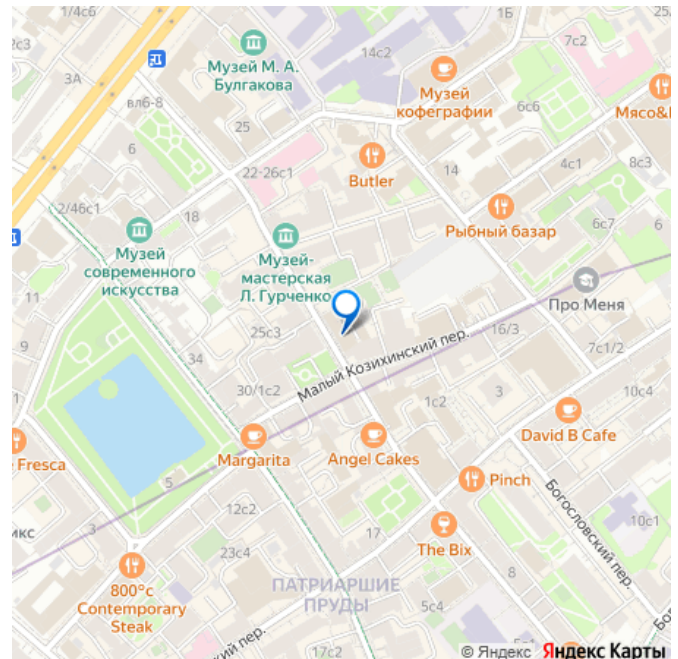 1/4с6
1Б
25/
14с2
7с2
3А
Музей М. А.
Булгакова
Музей
кофеграфии
вл6-8
6с6
Мясо&
25
6
22-26с1
Butler
14
4с1
8с3
2/46с1
18
Рыбный базар
6с7
Музей
современного
искусства
Музей-
мастерская
Л. Гурченко
Про Меня
11
25с3
16/3
9
34
7с1/2
Малый Козихинский пер.
30/1с2
3
10с4
1с2
David B Cafe
Fresca
Margarita
Angel Cakes
5
Pinch
3
12с2
Богословский пер.
10с1
17
The Bix
23с4
800°с
Contemporary
Steak
8
ПАТРИАРШИЕ
ПРУДЫ
5с4
5с1
пер.
17с2
© Яндекс Яндекс Карты